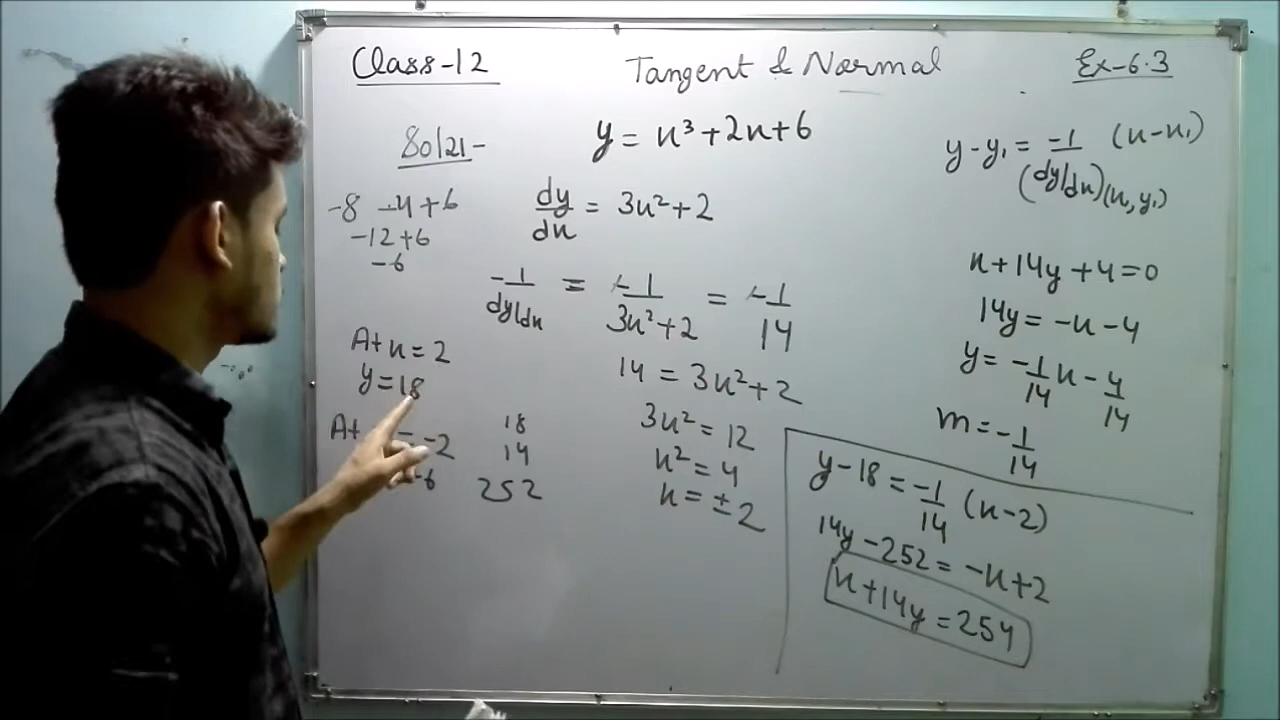 Class-12
Tangent & Normal
Ex-6.3
Sol21-
y = x³+2x+6
-8 -4+6
-12+6
-6
dy/dx = 3x²+2
-1/(dy/dx) = -1/(3x²+2) = -1/14
At x=2
y=18
14 = 3x²+2
3x²=12
x²=4
x=±2
At
-2
-6
18
14
252
y-y₁ = -1/(dy/dx)(x₁,y₁) (x-x₁)
x+14y+4=0
14y=-x-4
y=-1/14 x-4/14
m=-1/14
y-18=-1/14 (x-2)
14y-252=-x+2
x+14y=254